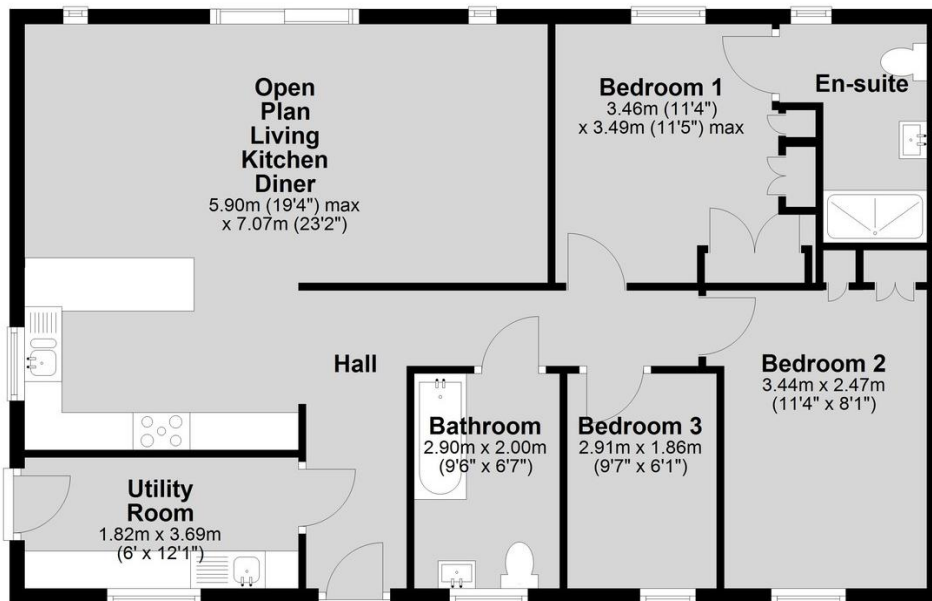 Open
Plan
Living
Kitchen
Diner
5.90m (19'4") max
x 7.07m (23'2")
Bedroom 1
3.46m (11'4")
x 3.49m (11'5") max
En-suite
Hall
Bedroom 2
3.44m x 2.47m
(11'4" x 8'1")
Bathroom
2.90m x 2.00m
(9'6" x 6'7")
Bedroom 3
2.91m x 1.86m
(9'7" x 6'1")
Utility
Room
1.82m x 3.69m
(6' x 12'1")